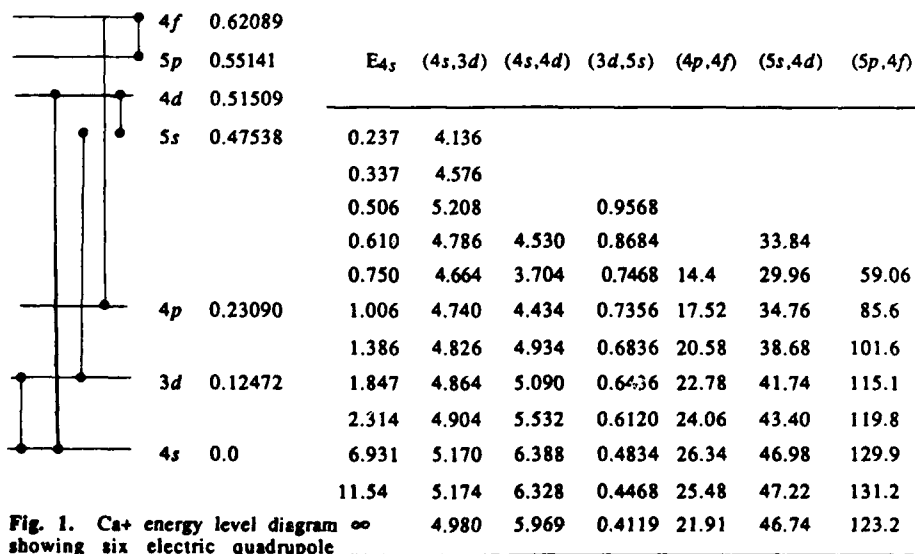 4f 0.62089
5p 0.55141
4d 0.51509
5s 0.47538
4p 0.23090
3d 0.12472
4s 0.0
E4s (4s,3d) (4s,4d) (3d,5s) (4p,4f) (5s,4d) (5p,4f)
0.237 4.136
0.337 4.576
0.506 5.208 0.9568
0.610 4.786 4.530 0.8684 33.84
0.750 4.664 3.704 0.7468 14.4 29.96 59.06
1.006 4.740 4.434 0.7356 17.52 34.76 85.6
1.386 4.826 4.934 0.6836 20.58 38.68 101.6
1.847 4.864 5.090 0.6436 22.78 41.74 115.1
2.314 4.904 5.532 0.6120 24.06 43.40 119.8
6.931 5.170 6.388 0.4834 26.34 46.98 129.9
11.54 5.174 6.328 0.4468 25.48 47.22 131.2
∞ 4.980 5.969 0.4119 21.91 46.74 123.2
Fig. 1. Ca+ energy level diagram
showing six electric quadrupole